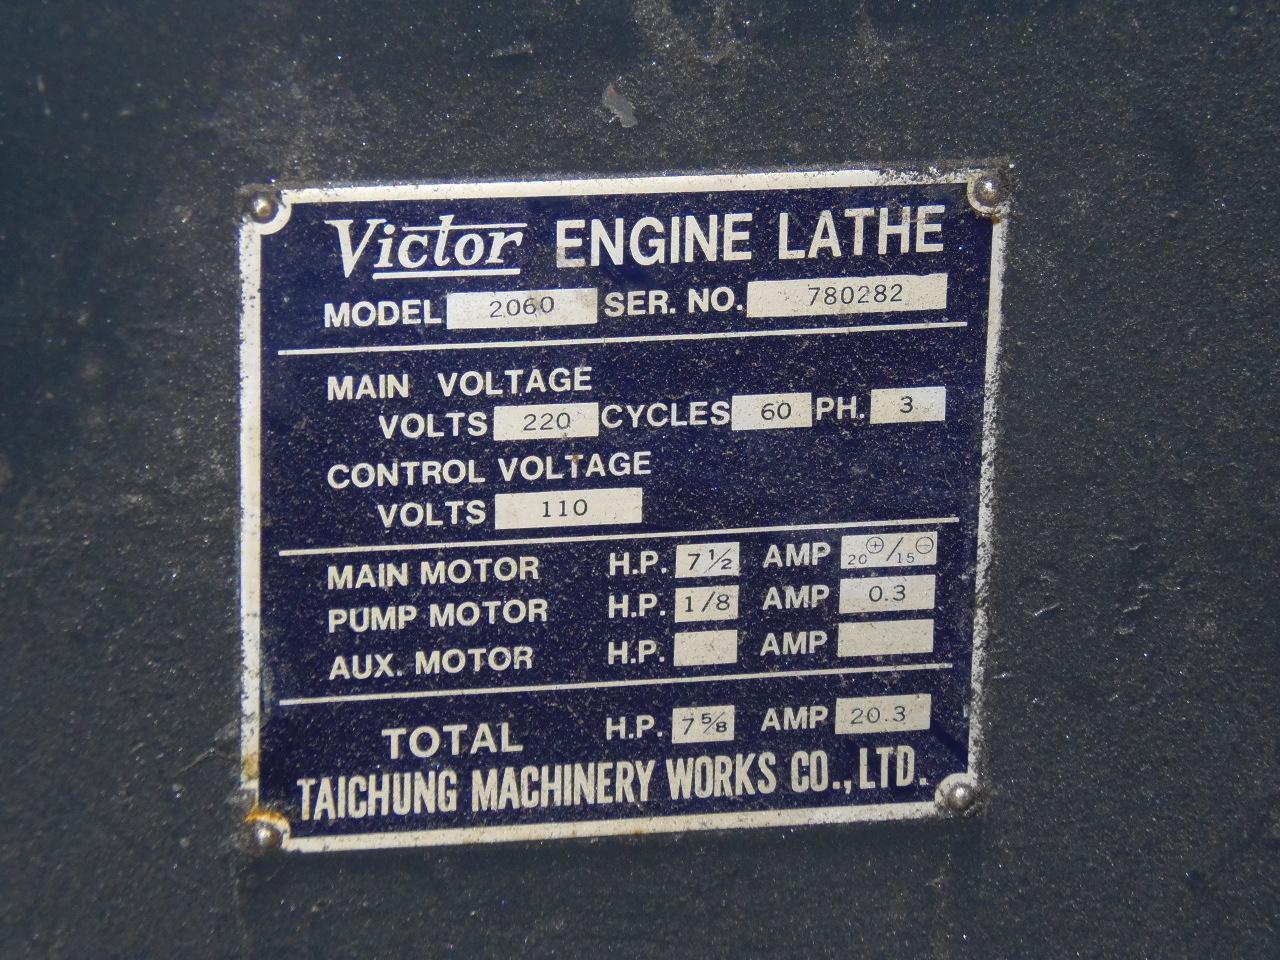 Victor ENGINE LATHE
MODEL 2060 SER. NO. 780282
MAIN VOLTAGE
VOLTS 220 CYCLES 60 PH. 3
CONTROL VOLTAGE
VOLTS 110
MAIN MOTOR H.P. 7½ AMP 20⊕/15⊖
PUMP MOTOR H.P. 1/8 AMP 0.3
AUX. MOTOR H.P. AMP
TOTAL H.P. 7⅝ AMP 20.3
TAICHUNG MACHINERY WORKS CO., LTD.